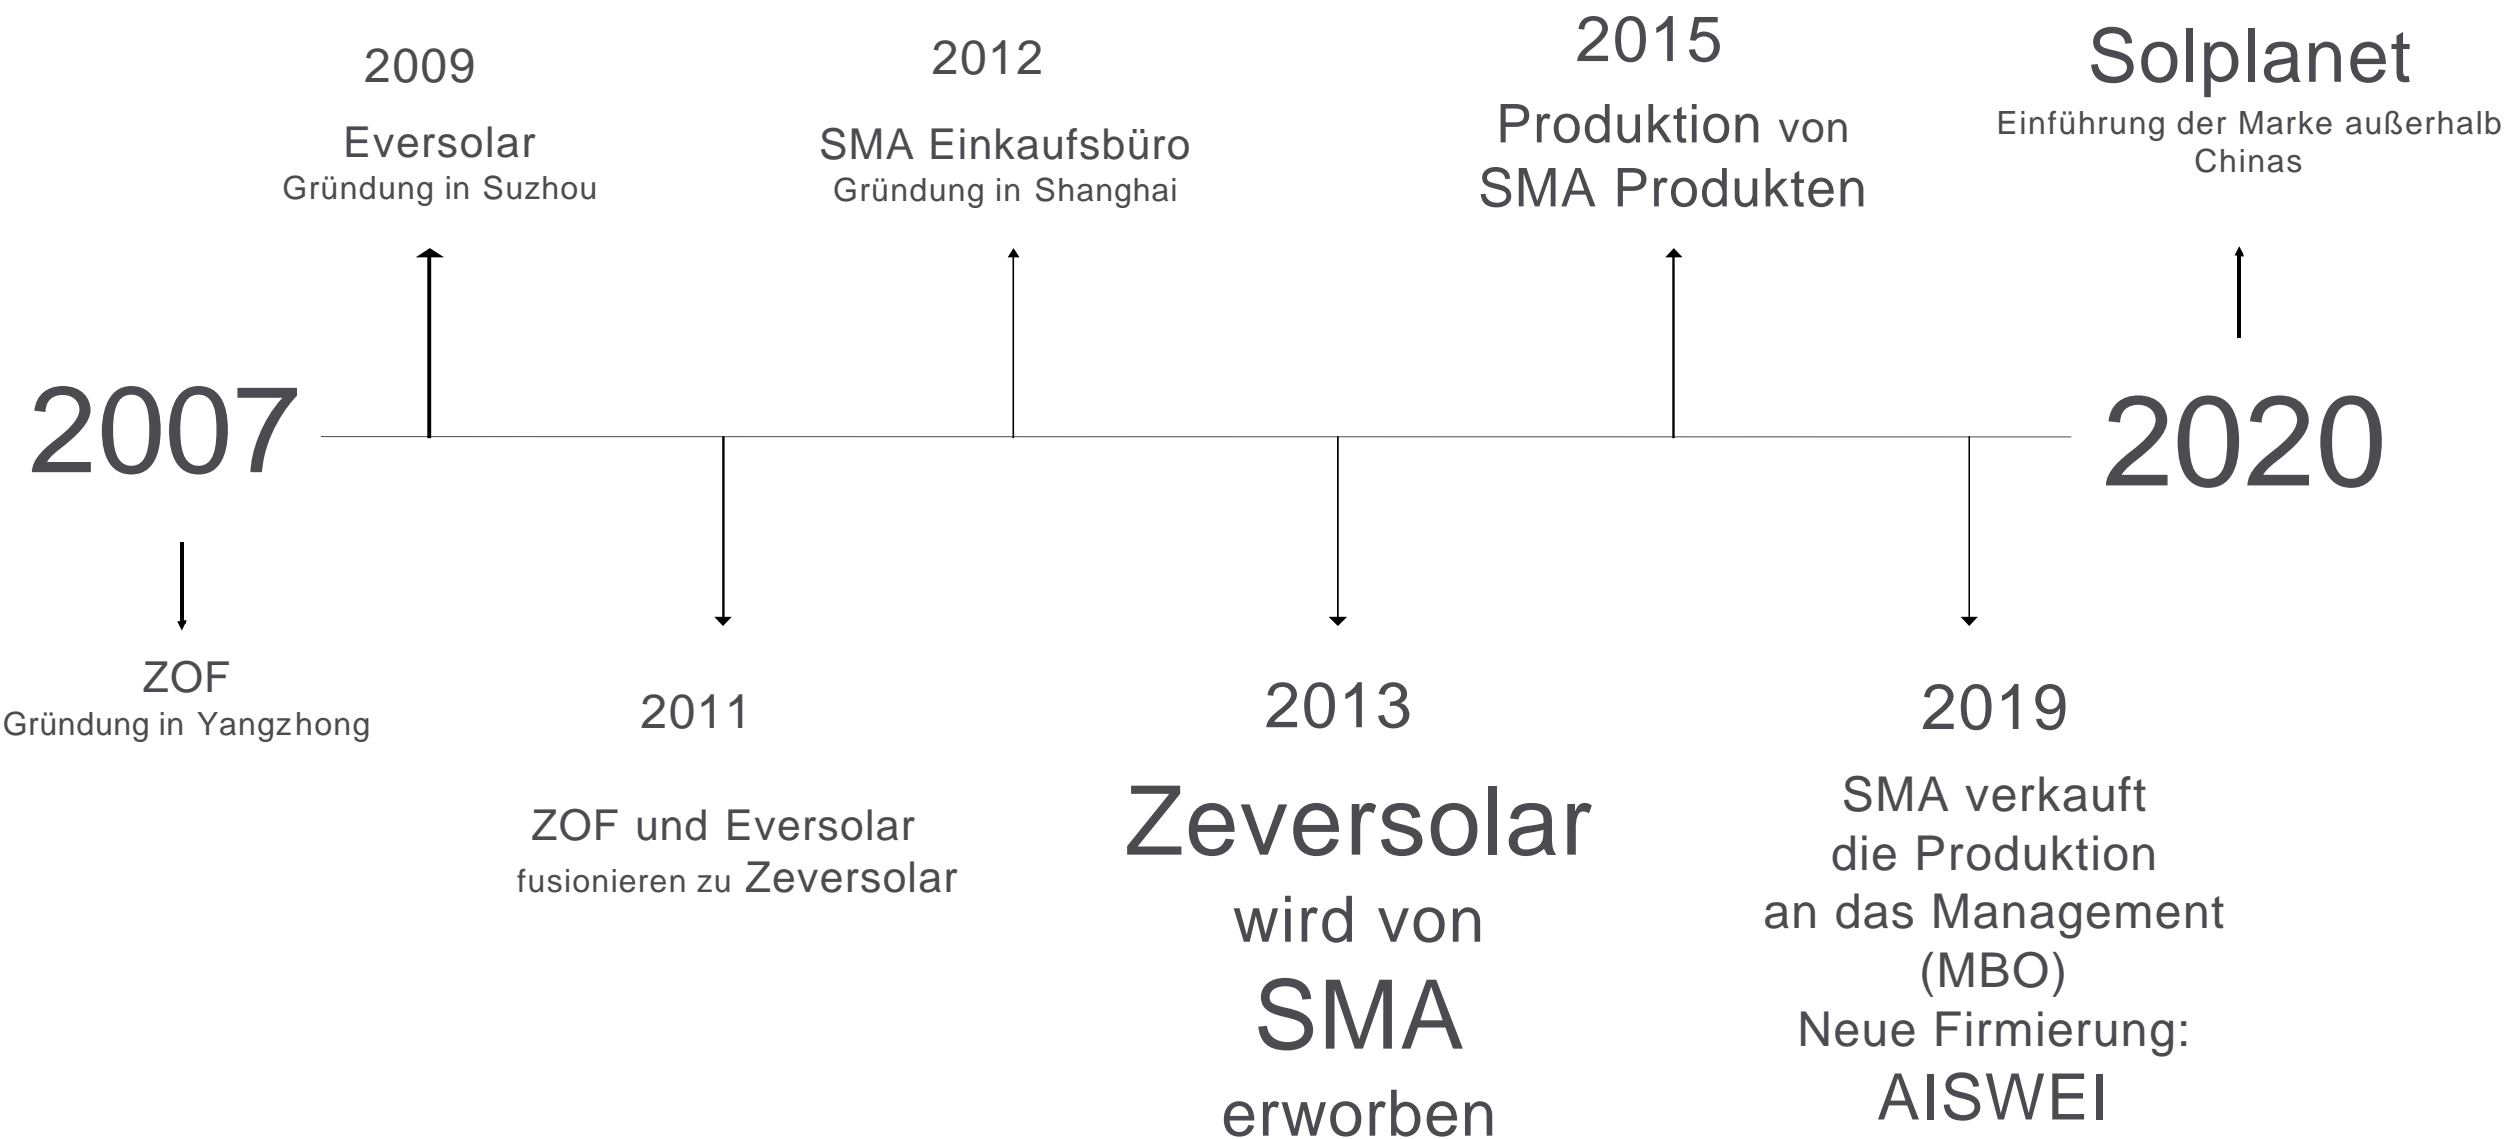 2007
ZOF
Gründung in Yangzhong
2009
Eversolar
Gründung in Suzhou
2011
ZOF und Eversolar
fusionieren zu Zeversolar
2012
SMA Einkaufsbüro
Gründung in Shanghai
2013
Zeversolar
wird von
SMA
erworben
2015
Produktion von
SMA Produkten
2019
SMA verkauft
die Produktion
an das Management
(MBO)
Neue Firmierung:
AISWEI
Solplanet
Einführung der Marke außerhalb
Chinas
2020